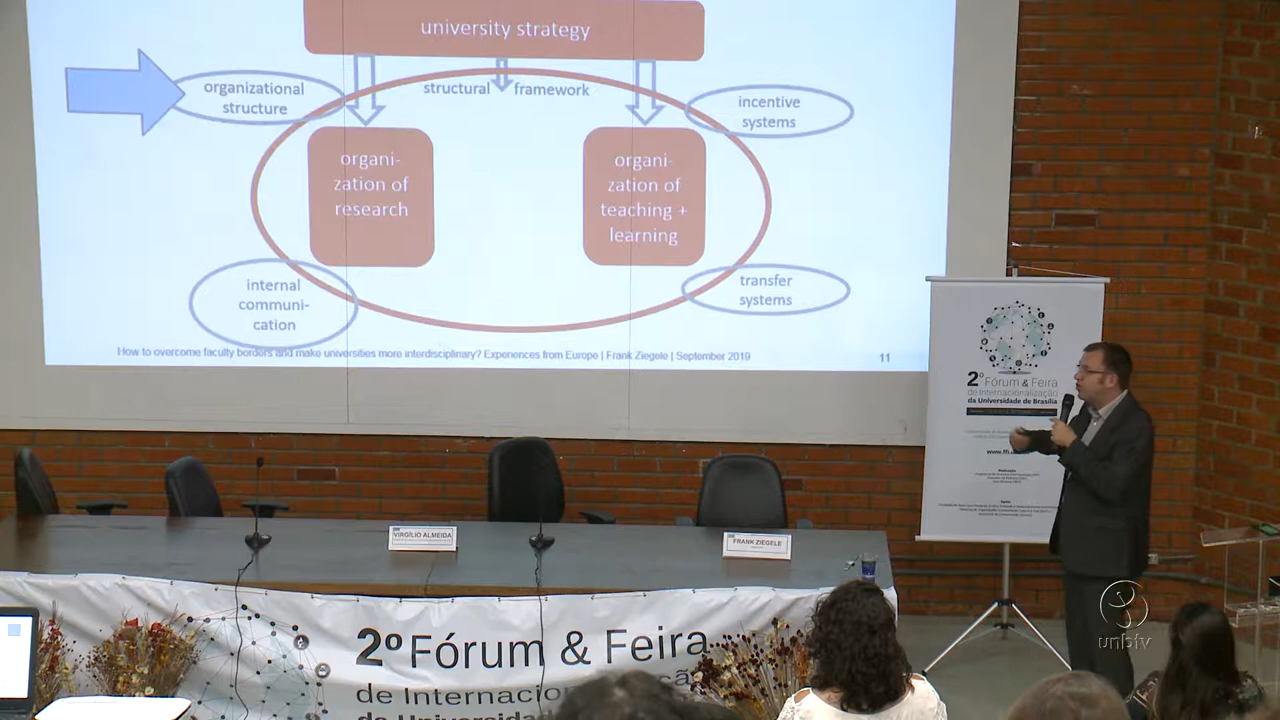 university strategy
organizational
structure
structural framework
incentive
systems
organi-
zation of
research
organi-
zation of
teaching +
learning
internal
communi-
cation
transfer
systems
How to overcome faculty borders and make universities more interdisciplinary? Experiences from Europe | Frank Ziegele | September 2019
11
2º Fórum & Feira
de Internacionalização
da Universidade de Brasília
VIRGÍLIO ALMEIDA
FRANK ZIEGELE
2º Fórum & Feira
de
unbtv